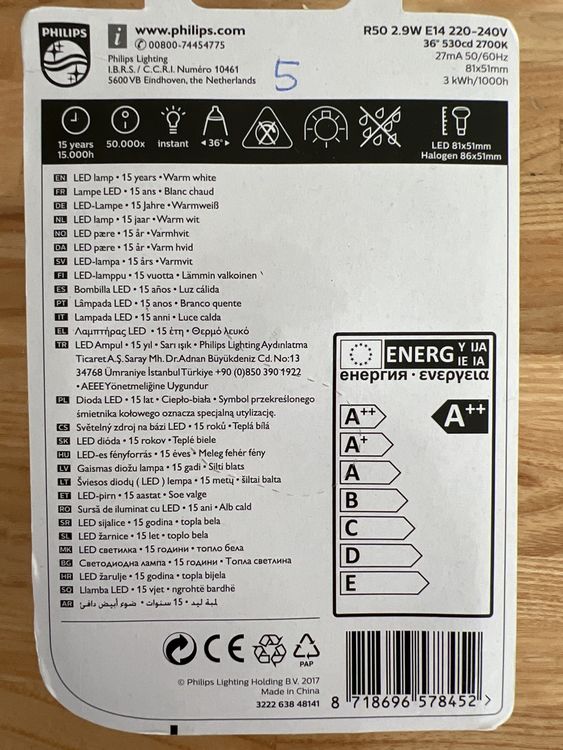 PHILIPS
i www.philips.com
✆ 00800-74454775
Philips Lighting
I.B.R.S./ C.C.R.I. Numéro 10461
5600 VB Eindhoven, the Netherlands
5
R50 2.9W E14 220-240V
36° 530cd 2700K
27mA 50/60Hz
81x51mm
3 kWh/1000h
15 years
15.000h
50.000x
instant
36°
LED 81x51mm
Halogen 86x51mm
EN LED lamp • 15 years • Warm white
FR Lampe LED • 15 ans • Blanc chaud
DE LED-Lampe • 15 Jahre • Warmweiß
NL LED lamp • 15 jaar • Warm wit
NO LED pære • 15 år • Varmhvit
DA LED pære • 15 år • Varm hvid
SV LED-lampa • 15 års • Varmvit
FI LED-lamppu • 15 vuotta • Lämmin valkoinen
ES Bombilla LED • 15 años • Luz cálida
PT Lâmpada LED • 15 anos • Branco quente
IT Lampada LED • 15 anni • Luce calda
EL Λαμπτήρας LED • 15 έτη • Θερμό λευκό
TR LED Ampul • 15 yıl • Sarı ışık • Philips Lighting Aydınlatma
Ticaret A.Ş. Saray Mh. Dr.Adnan Büyükdeniz Cd. No:13
34768 Ümraniye İstanbul Türkiye +90 (0)850 390 1922
• AEEE Yönetmeliğine Uygundur
PL Dioda LED • 15 lat • Ciepło-biała • Symbol przekreślonego
śmietnika kołowego oznacza specjalną utylizację.
CS Světelný zdroj na bázi LED • 15 roků • Teplá bílá
SK LED dióda • 15 rokov • Teplé biele
HU LED-es fényforrás • 15 éves • Meleg fehér fény
LV Gaismas diožu lampa • 15 gadi • Silti balts
LT Šviesos diodų ( LED ) lempa • 15 metų • šiltai balta
ET LED-pirn • 15 aastat • Soe valge
RO Sursă de iluminat cu LED • 15 ani • Alb cald
SR LED sijalice • 15 godina • topla bela
SL LED žarnice • 15 let • toplo bela
MK LED светилка • 15 години • топло бела
BG Светодиодна лампа • 15 години • Топла светлина
HR LED žarulje • 15 godina • topla bijela
SQ Llamba LED • 15 vjet • ngrohtë bardhë
AR لمبة ليد • 15 سنوات • ضوء أبيض دافئ
ENERG Y IJA
IE IA
енергия • ενεργεια
A++
A++
A+
A
B
C
D
E
CE
PAP
© Philips Lighting Holding B.V. 2017
Made in China
3222 638 48141
8 718696 578452 >